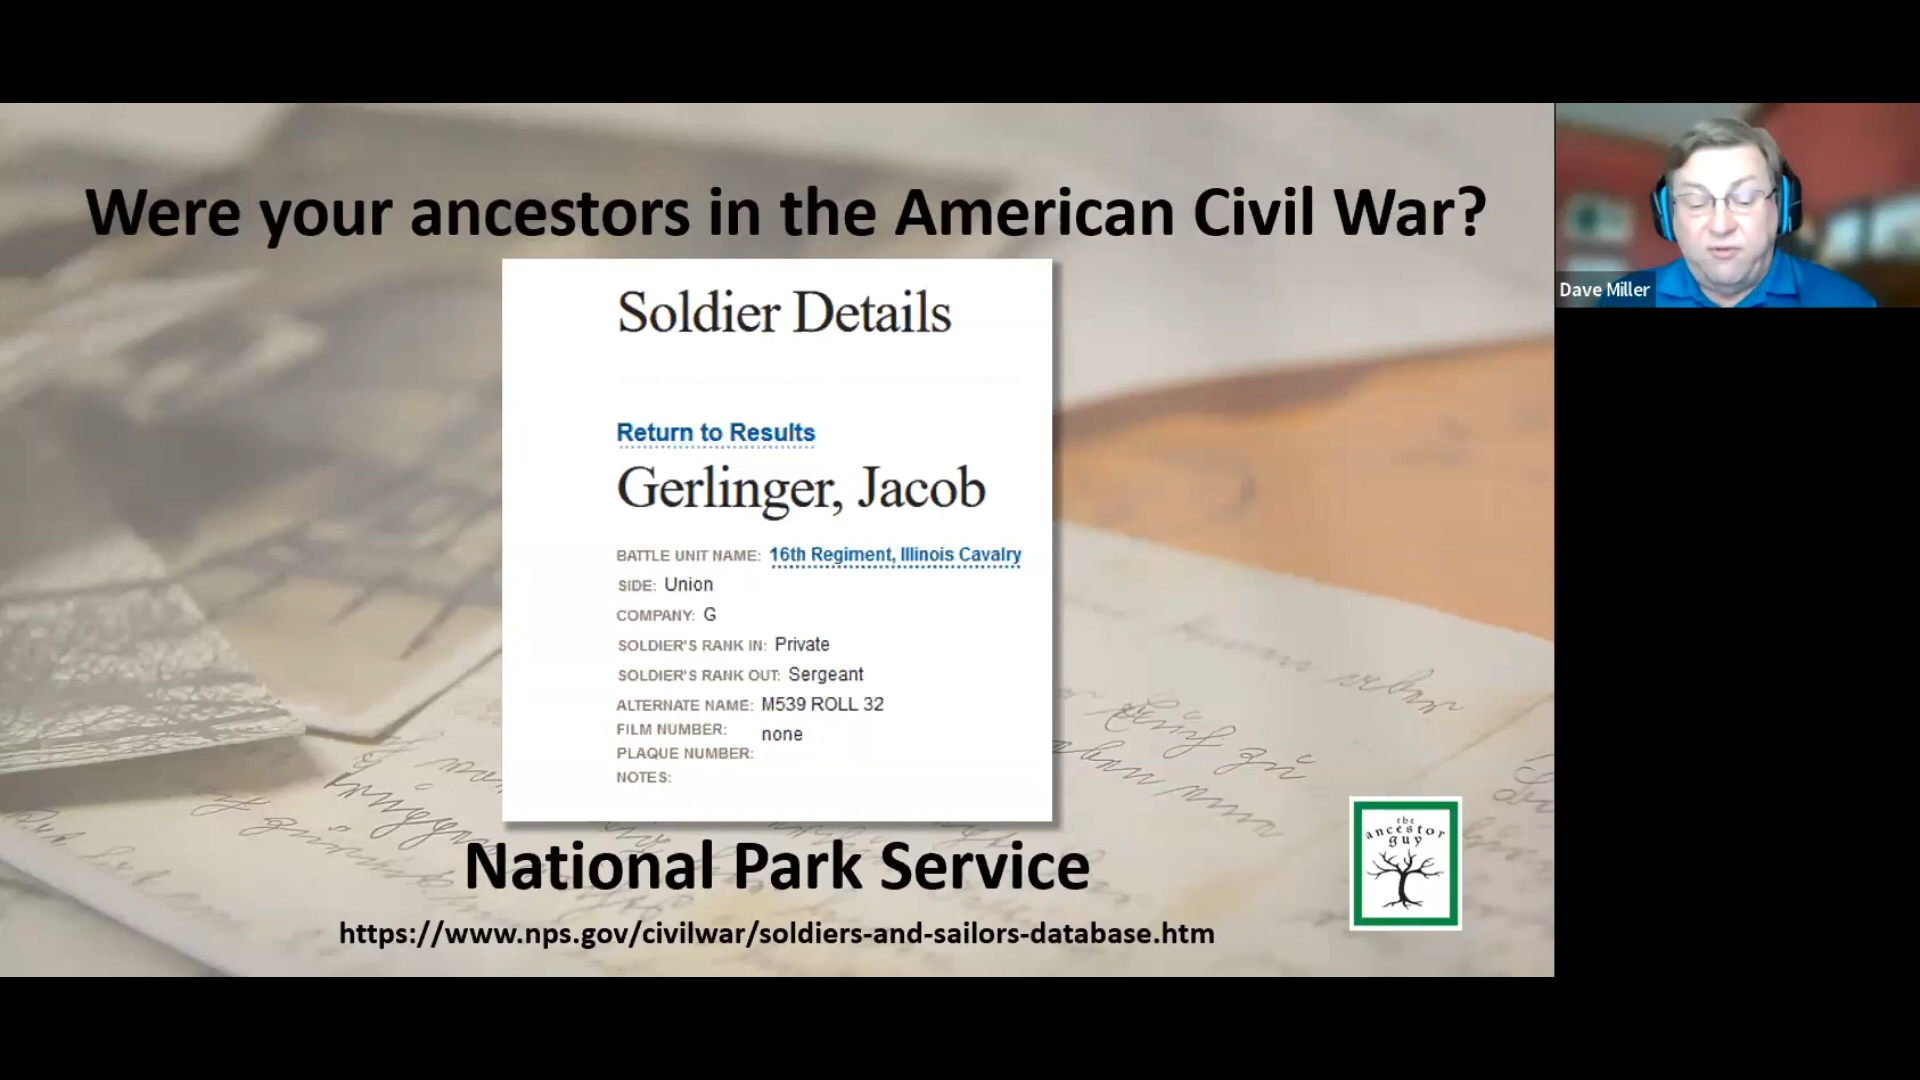 Were your ancestors in the American Civil War?
Soldier Details
Return to Results
Gerlinger, Jacob
BATTLE UNIT NAME: 16th Regiment, Illinois Cavalry
SIDE: Union
COMPANY: G
SOLDIER'S RANK IN: Private
SOLDIER'S RANK OUT: Sergeant
ALTERNATE NAME: M539 ROLL 32
FILM NUMBER: none
PLAQUE NUMBER:
NOTES:
National Park Service
https://www.nps.gov/civilwar/soldiers-and-sailors-database.htm
the
ancestor
guy
Dave Miller